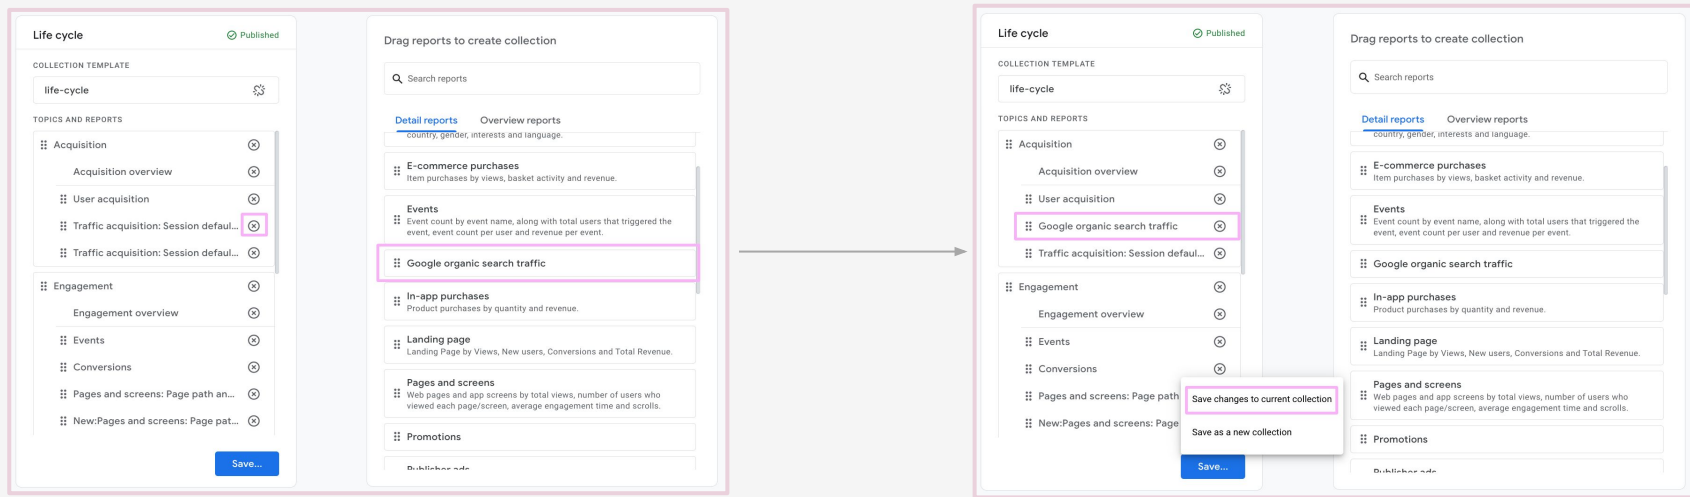 Life cycle
Published
COLLECTION TEMPLATE
life-cycle
TOPICS AND REPORTS
Acquisition
Acquisition overview
User acquisition
Traffic acquisition: Session defaul...
Traffic acquisition: Session defaul...
Engagement
Engagement overview
Events
Conversions
Pages and screens: Page path an...
New:Pages and screens: Page pat...
Save...
Drag reports to create collection
Search reports
Detail reports
Overview reports
country, gender, interests and language.
E-commerce purchases
Item purchases by views, basket activity and revenue.
Events
Event count by event name, along with total users that triggered the
event, event count per user and revenue per event.
Google organic search traffic
In-app purchases
Product purchases by quantity and revenue.
Landing page
Landing Page by Views, New users, Conversions and Total Revenue.
Pages and screens
Web pages and app screens by total views, number of users who
viewed each page/screen, average engagement time and scrolls.
Promotions
Publisher ads
Life cycle
Published
COLLECTION TEMPLATE
life-cycle
TOPICS AND REPORTS
Acquisition
Acquisition overview
User acquisition
Google organic search traffic
Traffic acquisition: Session defaul...
Engagement
Engagement overview
Events
Conversions
Pages and screens: Page path
New:Pages and screens: Page
Save changes to current collection
Save as a new collection
Save...
Drag reports to create collection
Search reports
Detail reports
Overview reports
country, gender, interests and language.
E-commerce purchases
Item purchases by views, basket activity and revenue.
Events
Event count by event name, along with total users that triggered the
event, event count per user and revenue per event.
Google organic search traffic
In-app purchases
Product purchases by quantity and revenue.
Landing page
Landing Page by Views, New users, Conversions and Total Revenue.
Pages and screens
Web pages and app screens by total views, number of users who
viewed each page/screen, average engagement time and scrolls.
Promotions
Publisher ads